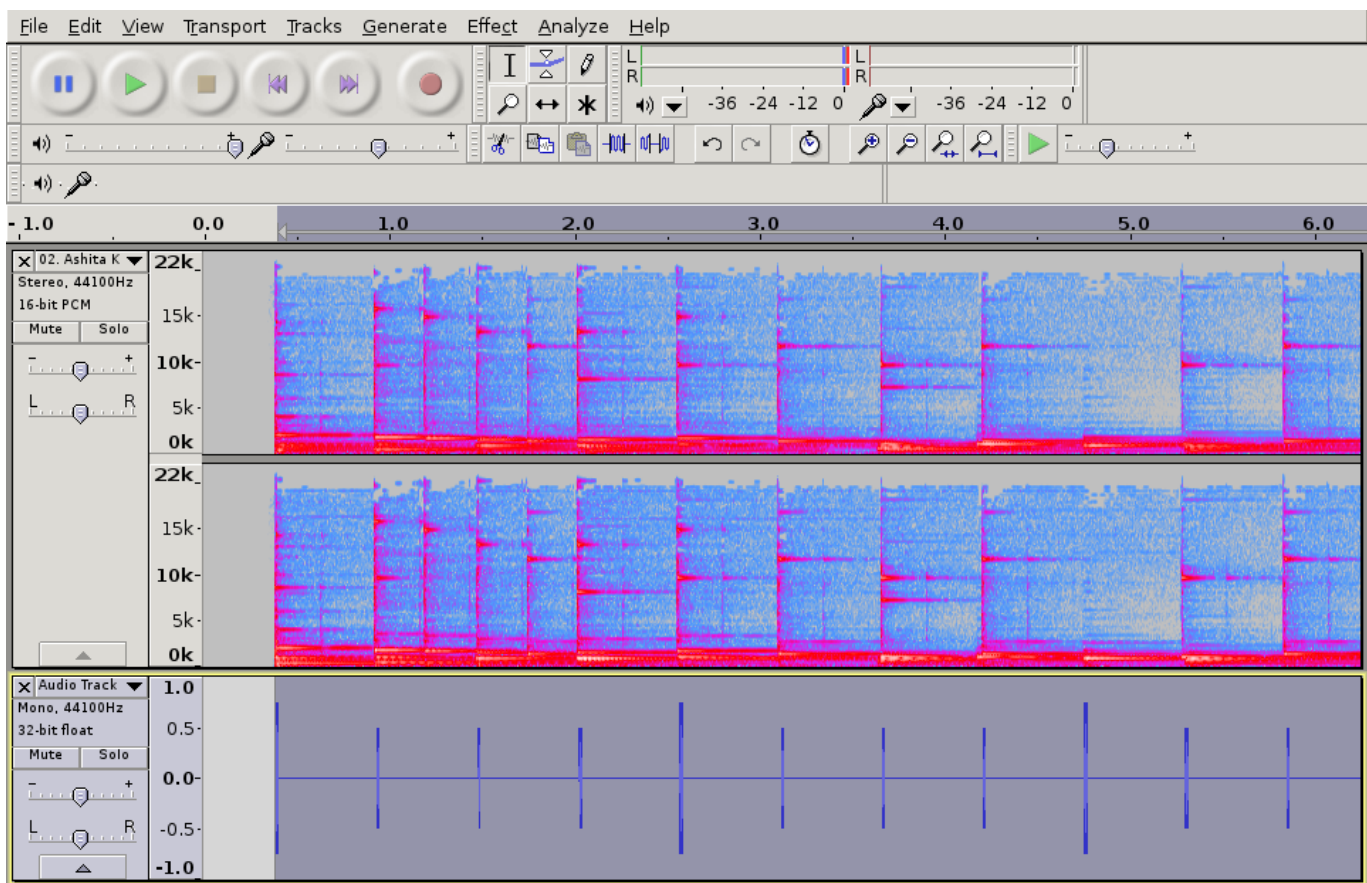 File Edit View Transport Tracks Generate Effect Analyze Help
L
R
-36 -24 -12 0
L
R
-36 -24 -12 0
- +
- +
- +
- 1.0 0.0 1.0 2.0 3.0 4.0 5.0 6.0
X 02. Ashita K
Stereo, 44100Hz
16-bit PCM
Mute Solo
- +
L R
22k
15k
10k
5k
0k
22k
15k
10k
5k
0k
X Audio Track
Mono, 44100Hz
32-bit float
Mute Solo
- +
L R
1.0
0.5
0.0
-0.5
-1.0